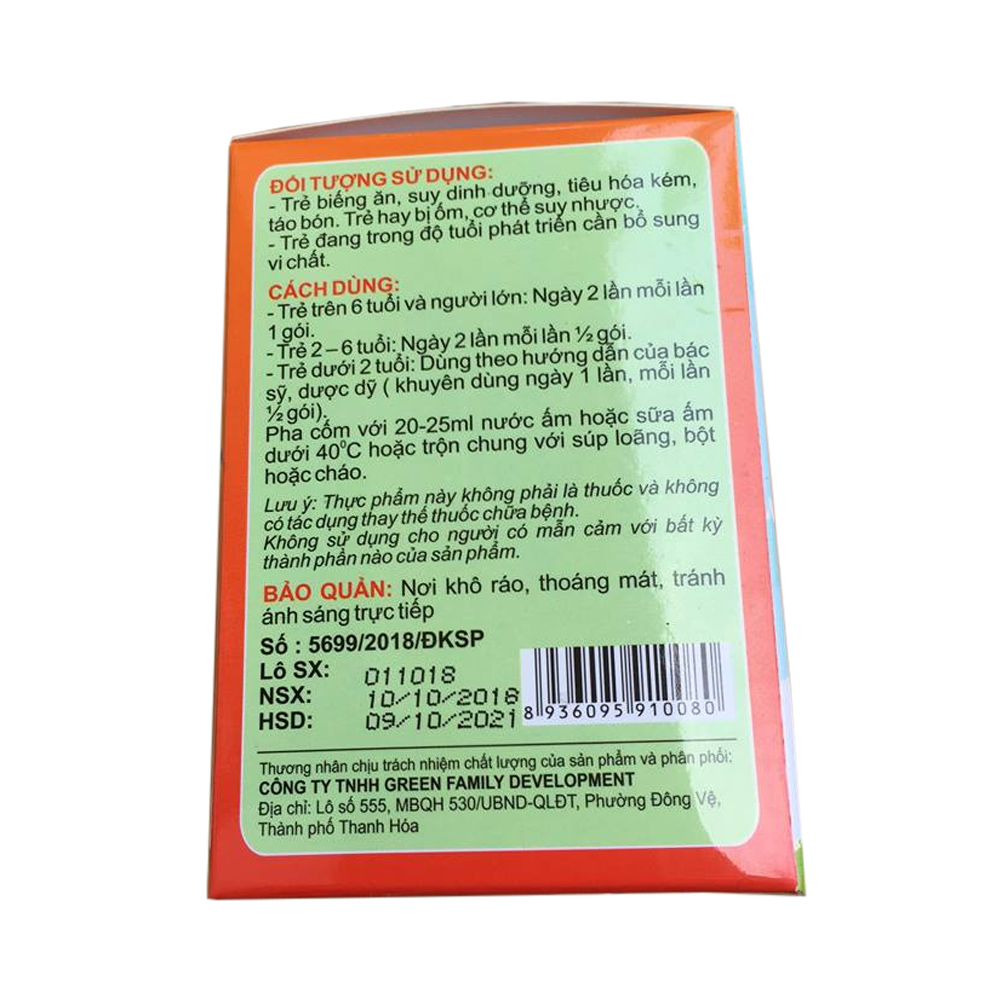 ĐỐI TƯỢNG SỬ DỤNG:
- Trẻ biếng ăn, suy dinh dưỡng, tiêu hóa kém,
táo bón. Trẻ hay bị ốm, cơ thể suy nhược.
- Trẻ đang trong độ tuổi phát triển cần bổ sung
vi chất.
CÁCH DÙNG:
- Trẻ trên 6 tuổi và người lớn: Ngày 2 lần mỗi lần
1 gói.
- Trẻ 2 – 6 tuổi: Ngày 2 lần mỗi lần ½ gói.
- Trẻ dưới 2 tuổi: Dùng theo hướng dẫn của bác
sỹ, dược dỹ ( khuyên dùng ngày 1 lần, mỗi lần
½ gói).
Pha cốm với 20-25ml nước ấm hoặc sữa ấm
dưới 40⁰C hoặc trộn chung với súp loãng, bột
hoặc cháo.
Lưu ý: Thực phẩm này không phải là thuốc và không
có tác dụng thay thế thuốc chữa bệnh.
Không sử dụng cho người có mẫn cảm với bất kỳ
thành phần nào của sản phẩm.
BẢO QUẢN: Nơi khô ráo, thoáng mát, tránh
ánh sáng trực tiếp
Số : 5699/2018/ĐKSP
Lô SX: 011018
NSX: 10/10/2018
HSD: 09/10/2021
8 936095 910080
Thương nhân chịu trách nhiệm chất lượng của sản phẩm và phân phối:
CÔNG TY TNHH GREEN FAMILY DEVELOPMENT
Địa chỉ: Lô số 555, MBQH 530/UBND-QLĐT, Phường Đông Vệ,
Thành phố Thanh Hóa